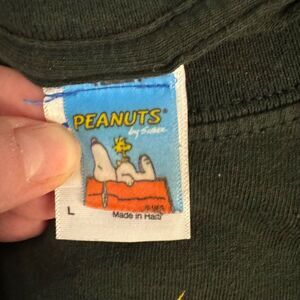 PEANUTS®
by Schulz
L
Made in Haiti